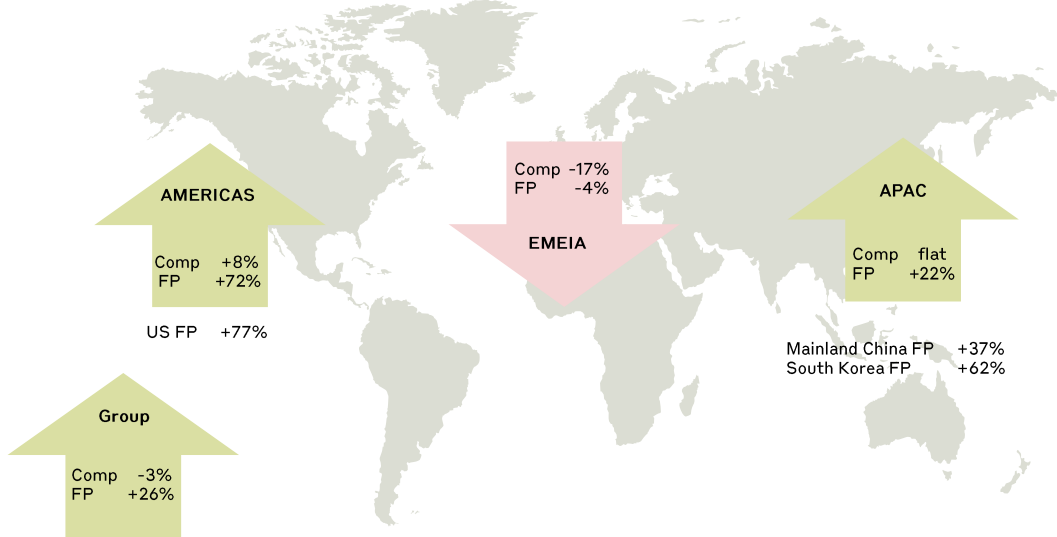 AMERICAS
Comp +8%
FP +72%
US FP +77%
Comp -17%
FP -4%
EMEIA
APAC
Comp flat
FP +22%
Mainland China FP +37%
South Korea FP +62%
Group
Comp -3%
FP +26%